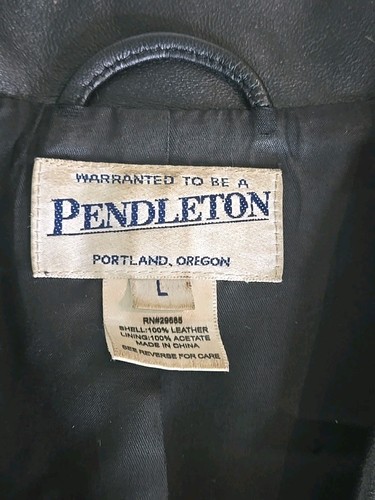 WARRANTED TO BE A
PENDLETON
PORTLAND, OREGON
L
RN#29685
SHELL:100% LEATHER
LINING:100% ACETATE
MADE IN CHINA
SEE REVERSE FOR CARE